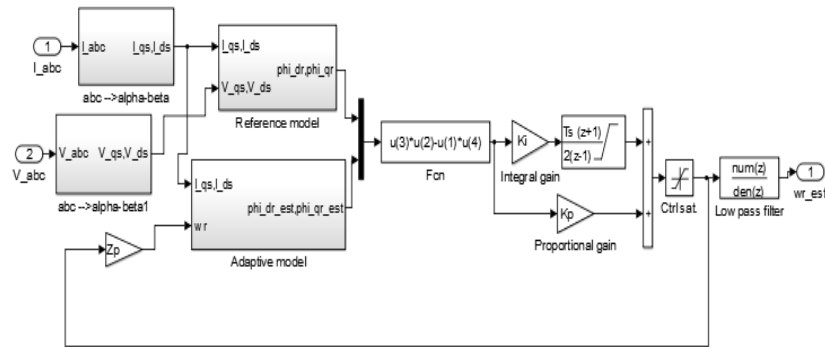 1
I_abc
I_abc
I_qs,I_ds
abc -->alpha-beta
2
V_abc
V_abc
V_qs,V_ds
abc -->alpha-beta1
I_qs,I_ds
V_qs,V_ds
phi_dr,phi_qr
Reference model
I_qs,I_ds
wr
phi_dr_est,phi_qr_est
Adaptive model
Zp
u(3)*u(2)-u(1)*u(4)
Fcn
Ki
Integral gain
Ts (z+1)
2(z-1)
Kp
Proportional gain
+
+
Ctrl sat.
num(z)
den(z)
Low pass filter
1
wr_est